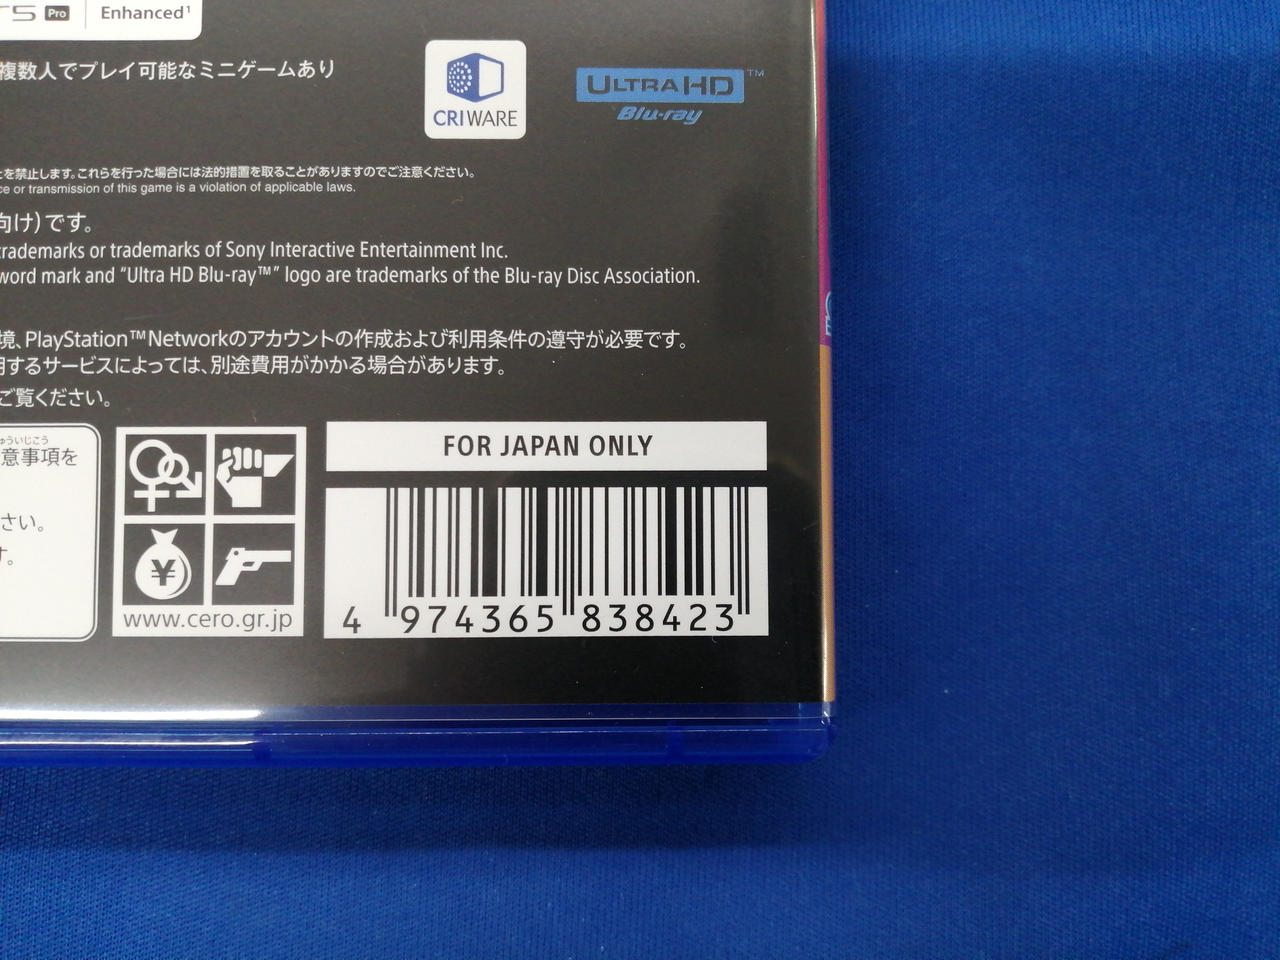 PS5 Pro Enhanced¹
複数人でプレイ可能なミニゲームあり
CRIWARE
ULTRA HD™
Blu-ray
を禁止します。これらを行った場合には法的措置を取ることがありますのでご注意ください。
or transmission of this game is a violation of applicable laws.
向け)です。
trademarks or trademarks of Sony Interactive Entertainment Inc.
word mark and “Ultra HD Blu-ray™” logo are trademarks of the Blu-ray Disc Association.
境、PlayStation™Networkのアカウントの作成および利用条件の遵守が必要です。
するサービスによっては、別途費用がかかる場合があります。
ご覧ください。
意事項を
さい。
す。
www.cero.gr.jp
FOR JAPAN ONLY
4 974365 838423